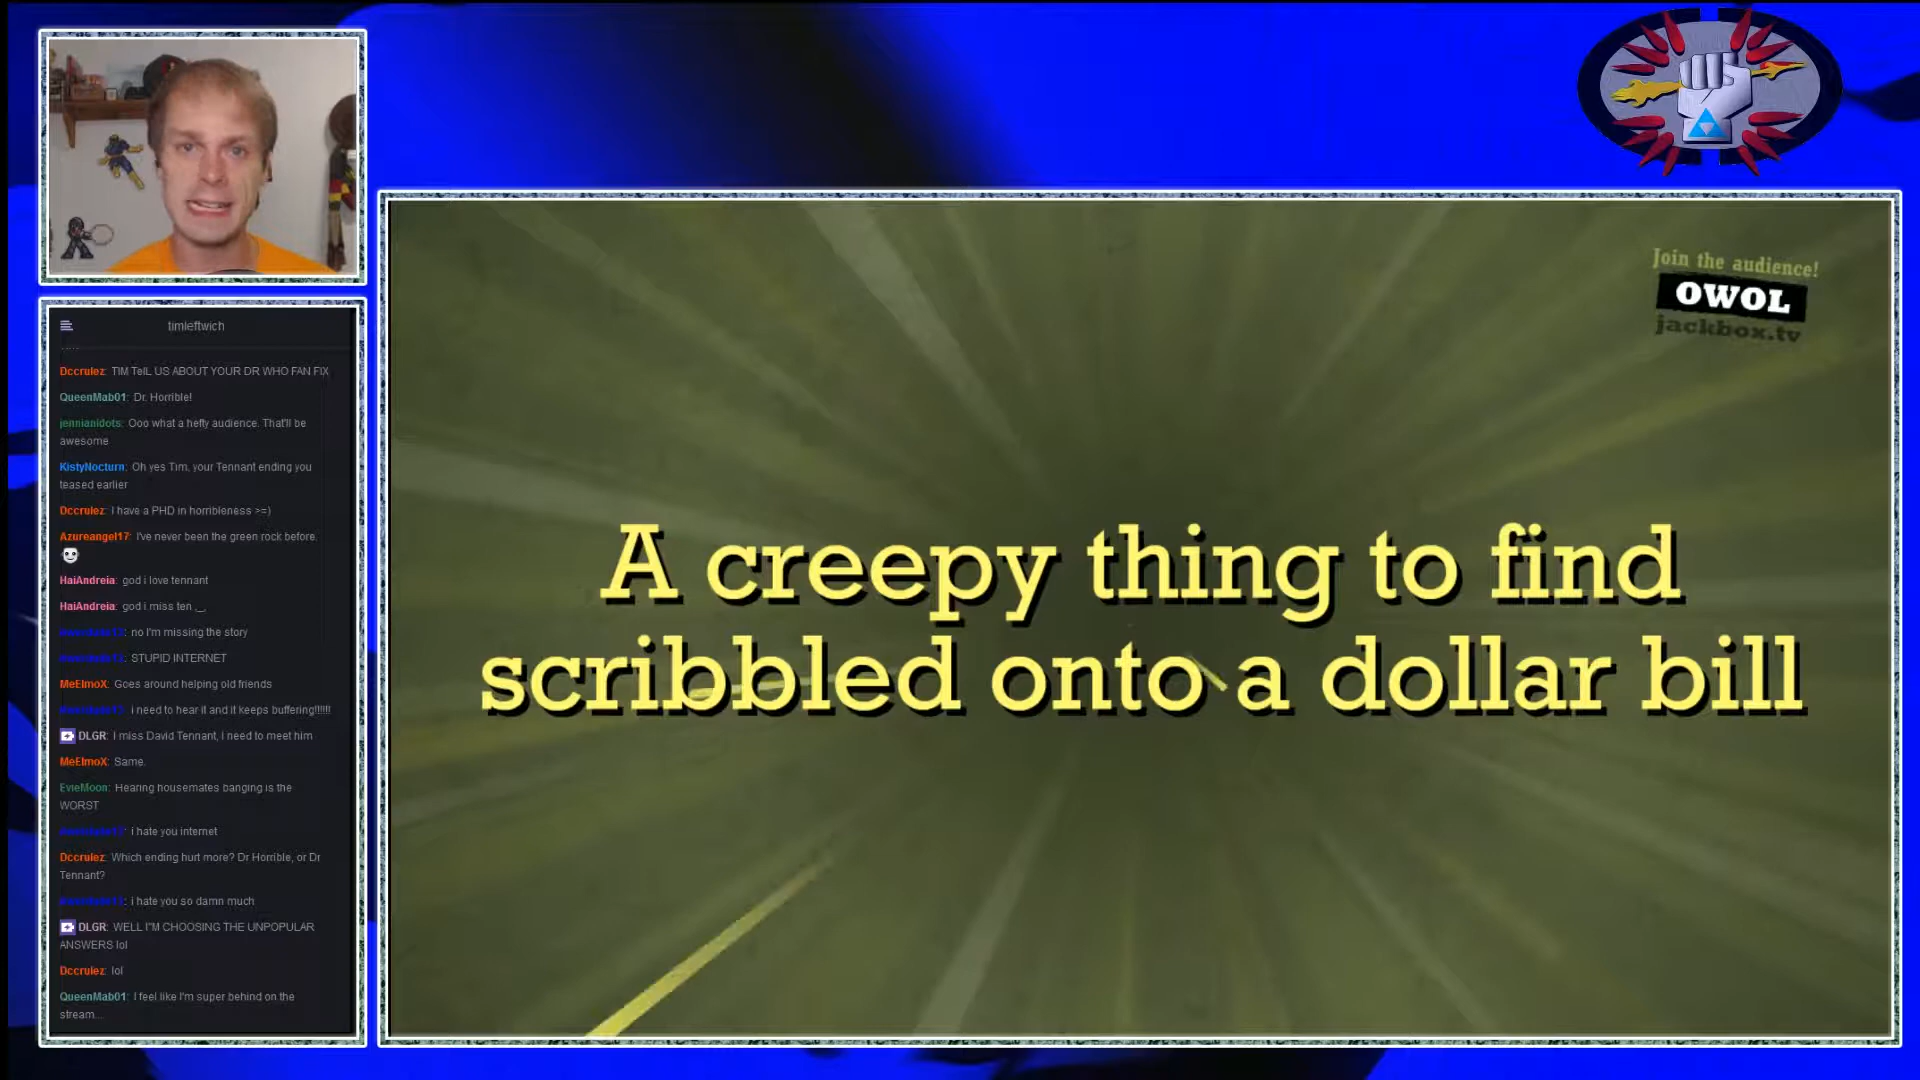 timleftwich
Dccrulez: TIM TelL US ABOUT YOUR DR WHO FAN FIX
QueenMab01: Dr. Horrible!
jennianidots: Ooo what a hefty audience. That'll be
awesome
KistyNocturn: Oh yes Tim, your Tennant ending you
teased earlier
Dccrulez: I have a PHD in horribleness >=)
Azureangel17: I've never been the green rock before.
HaiAndreia: god i love tennant
HaiAndreia: god i miss ten ._.
: no I'm missing the story
: STUPID INTERNET
MeElmoX: Goes around helping old friends
: i need to hear it and it keeps buffering!!!!!!
DLGR: I miss David Tennant, i need to meet him
MeElmoX: Same.
EvieMoon: Hearing housemates banging is the
WORST
: i hate you internet
Dccrulez: Which ending hurt more? Dr Horrible, or Dr
Tennant?
: i hate you so damn much
DLGR: WELL I"M CHOOSING THE UNPOPULAR
ANSWERS lol
Dccrulez: lol
QueenMab01: I feel like I'm super behind on the
stream...
Join the audience!
OWOL
jackbox.tv
A creepy thing to find
scribbled onto a dollar bill